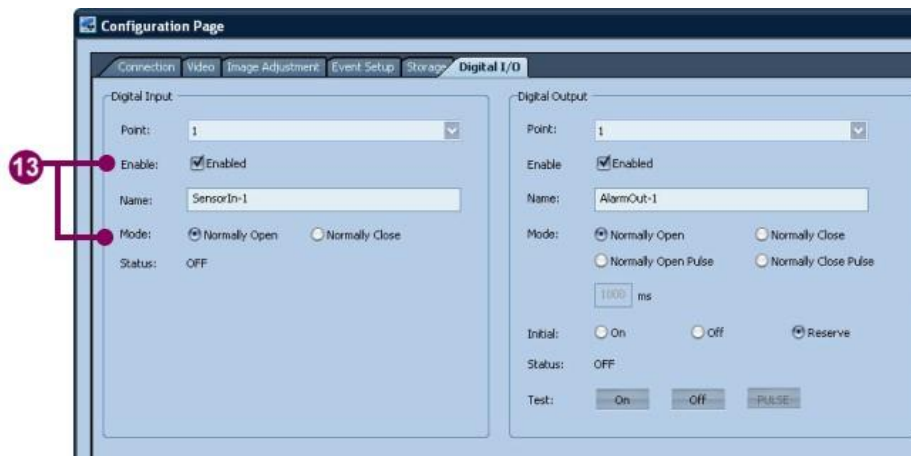 Configuration Page
Connection Video Image Adjustment Event Setup Storage Digital I/O
Digital Input
Point: 1
13
Enable: Enabled
Name: SensorIn-1
Mode: Normally Open Normally Close
Status: OFF
Digital Output
Point: 1
Enable Enabled
Name: AlarmOut-1
Mode: Normally Open Normally Close
Normally Open Pulse Normally Close Pulse
1000 ms
Initial: On Off Reserve
Status: OFF
Test: On Off PULSE